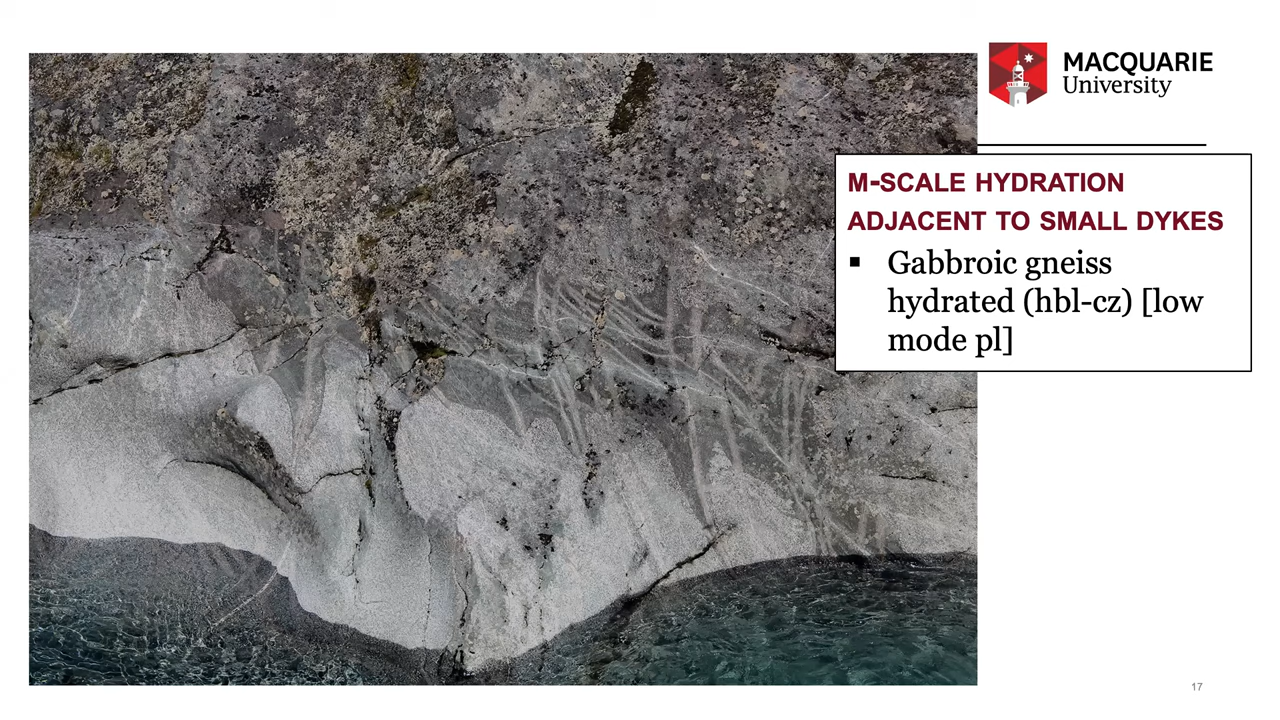 MACQUARIE
University
M-SCALE HYDRATION
ADJACENT TO SMALL DYKES
▪ Gabbroic gneiss
hydrated (hbl-cz) [low
mode pl]
17